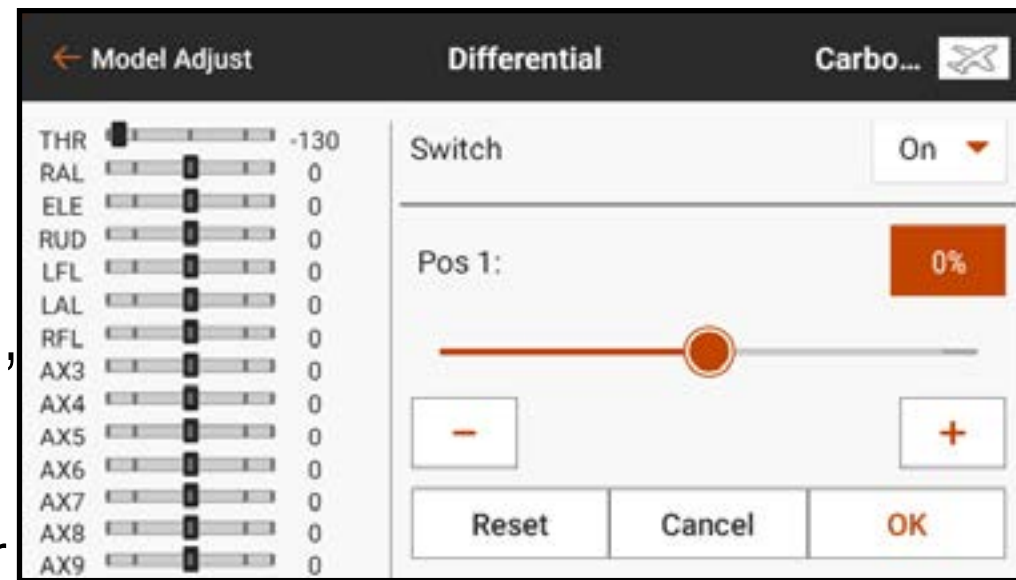 ← Model Adjust Differential Carbo...
THR -130
RAL 0
ELE 0
RUD 0
LFL 0
LAL 0
RFL 0
AX3 0
AX4 0
AX5 0
AX6 0
AX7 0
AX8 0
AX9 0
Switch On
Pos 1: 0%
− +
Reset Cancel OK
,
r